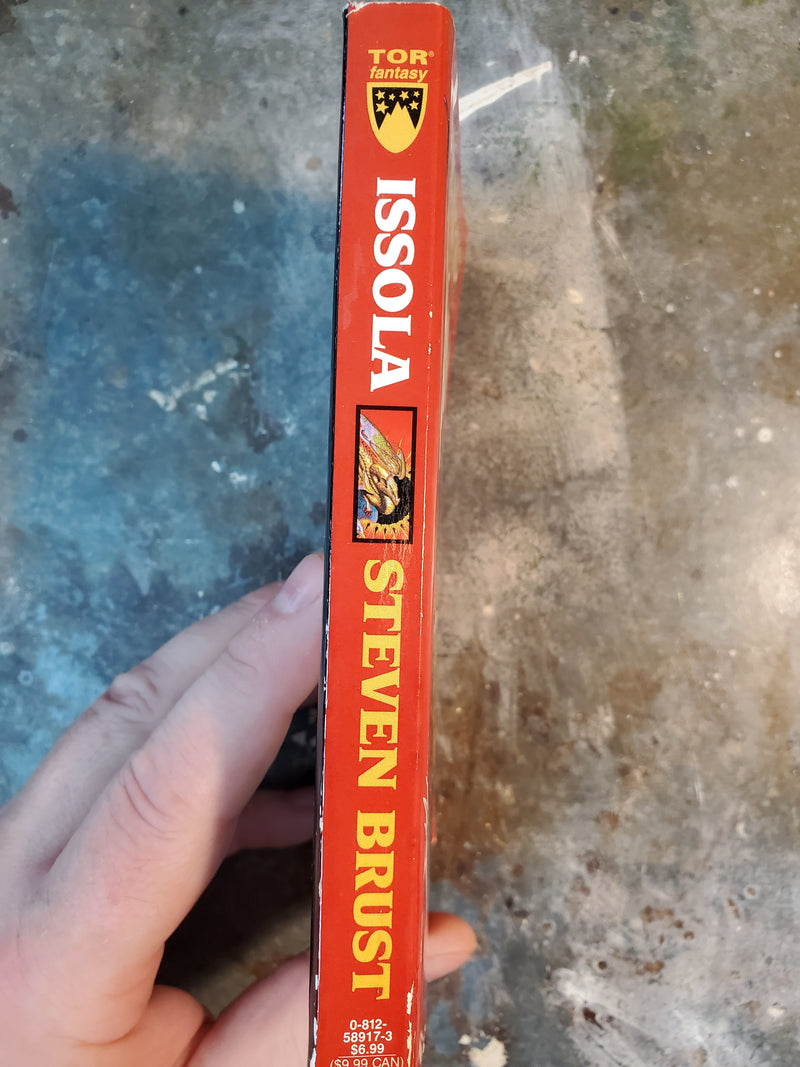 TOR®
fantasy
ISSOLA
STEVEN BRUST
0-812-
58917-3
$6.99
($9.99 CAN)